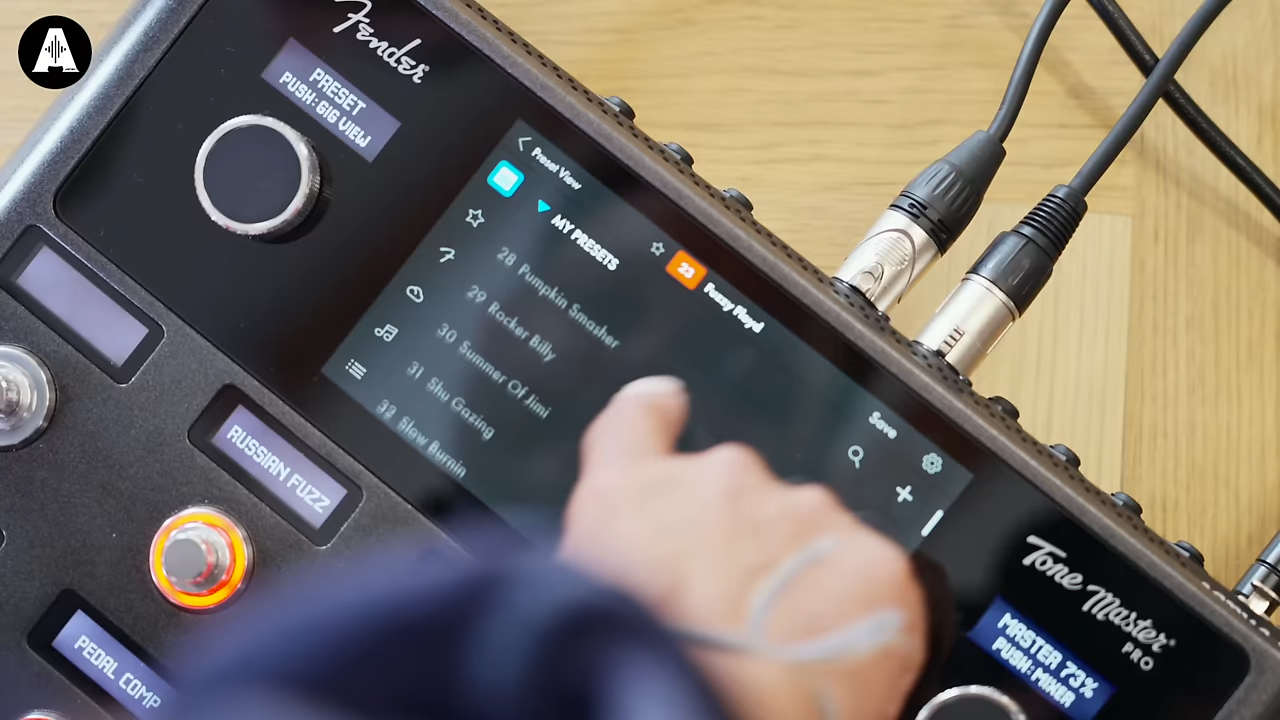 Fender
PRESET
PUSH: GIG VIEW
Preset View
MY PRESETS
23 Fuzzy Floyd
28 Pumpkin Smasher
29 Rocker Billy
30 Summer Of Jimi
31 Shu Gazing
32 Slow Burnin
Save
RUSSIAN FUZZ
PEDAL COMP
Tone Master
PRO
MASTER 73%
PUSH: MIXER